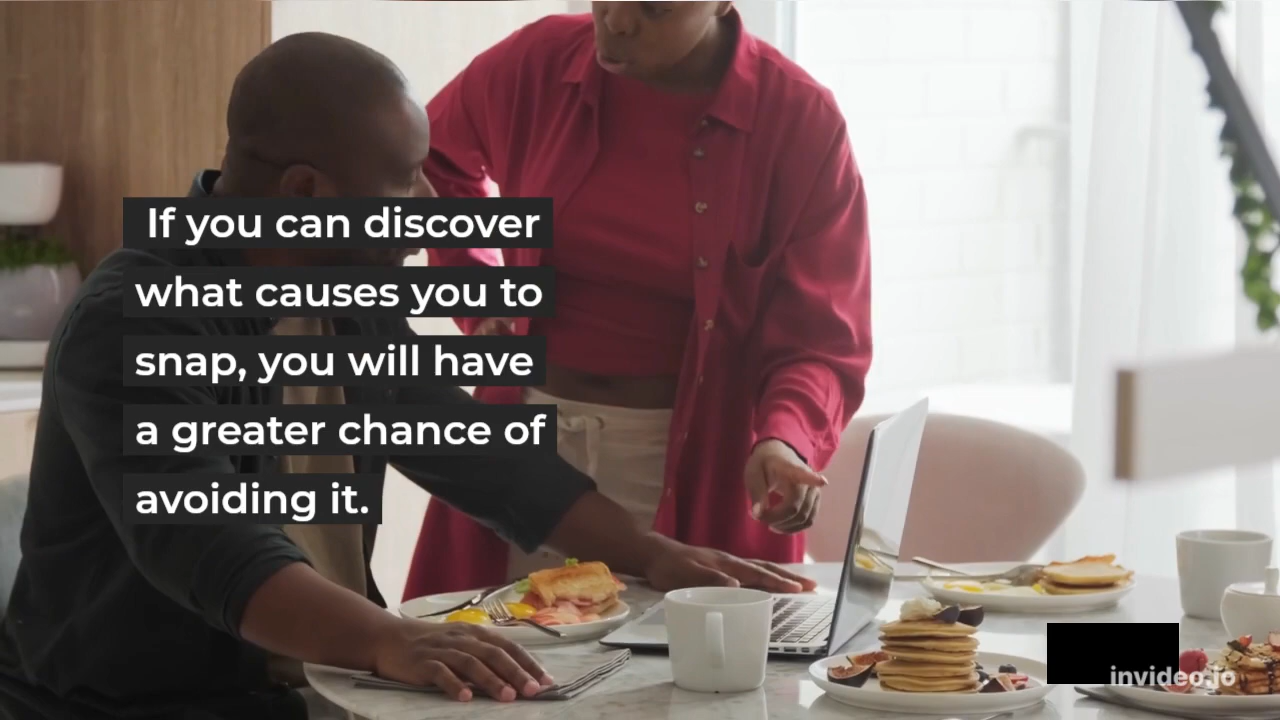 If you can discover
what causes you to
snap, you will have
a greater chance of
avoiding it.
invideo.io